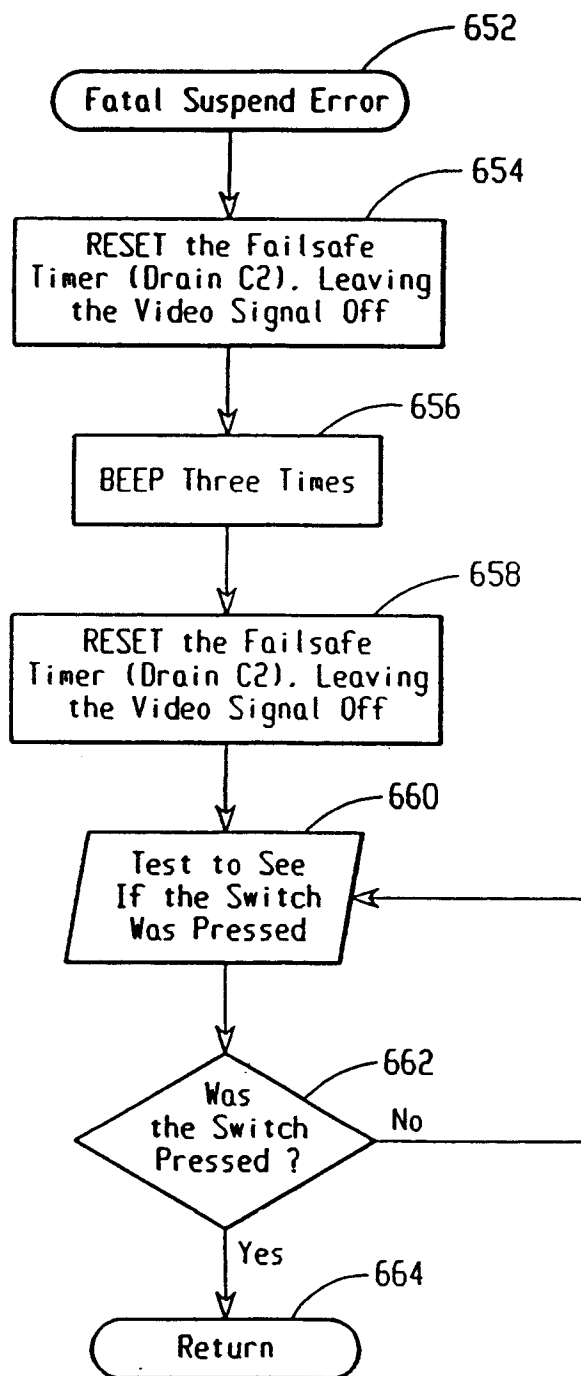 652
Fatal Suspend Error
654
RESET the Failsafe
Timer (Drain C2). Leaving
the Video Signal Off
656
BEEP Three Times
658
RESET the Failsafe
Timer (Drain C2). Leaving
the Video Signal Off
660
Test to See
If the Switch
Was Pressed
662
Was
the Switch
Pressed ?
No
Yes
664
Return